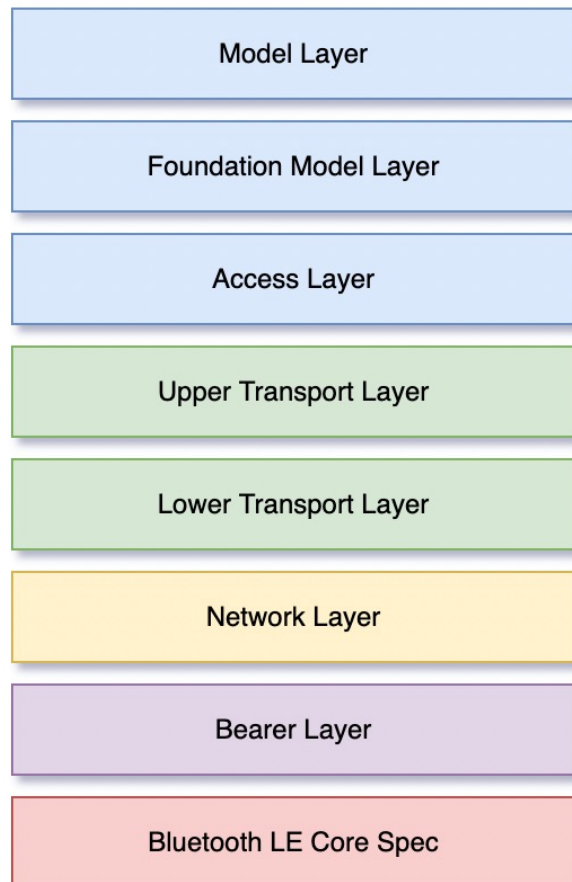 Model Layer
Foundation Model Layer
Access Layer
Upper Transport Layer
Lower Transport Layer
Network Layer
Bearer Layer
Bluetooth LE Core Spec